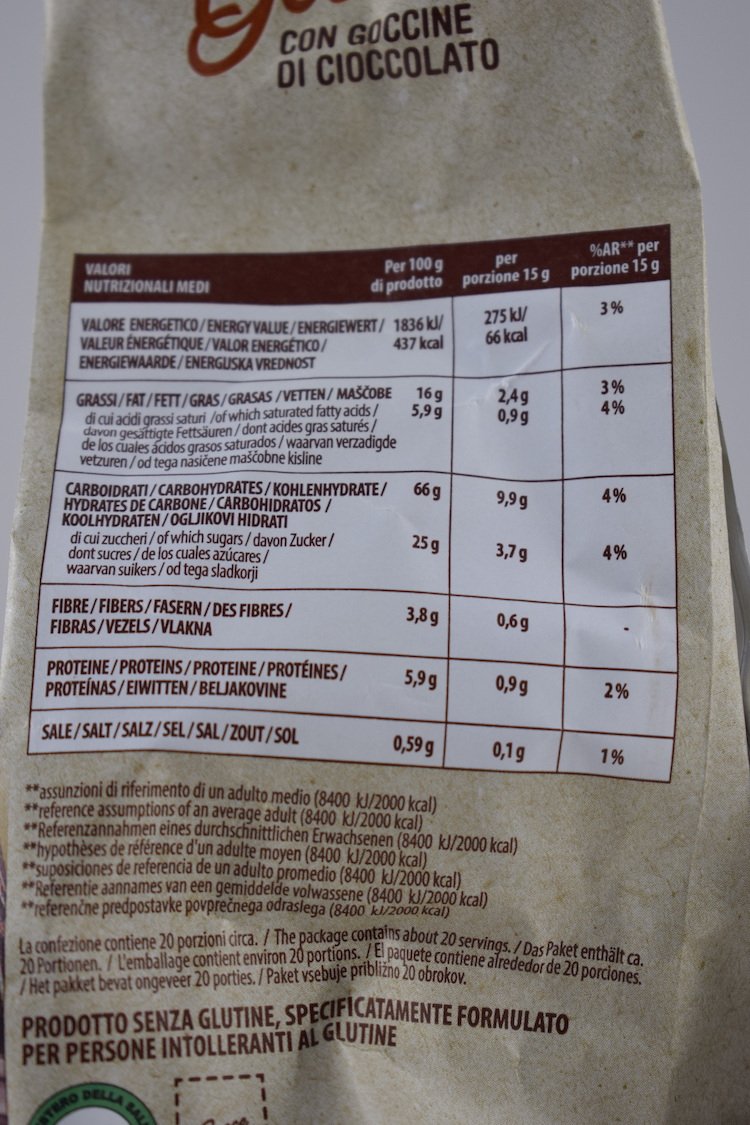 CON GOCCINE
DI CIOCCOLATO
VALORI
NUTRIZIONALI MEDI
Per 100 g
di prodotto
per
porzione 15 g
%AR** per
porzione 15 g
VALORE ENERGETICO / ENERGY VALUE / ENERGIEWERT / 1836 kJ/ 275 kJ/ 3 %
VALEUR ÉNERGÉTIQUE / VALOR ENERGÉTICO / 437 kcal 66 kcal
ENERGIEWAARDE / ENERGIJSKA VREDNOST
GRASSI / FAT / FETT / GRAS / GRASAS / VETTEN / MAŠČOBE 16 g 2,4 g 3 %
di cui acidi grassi saturi /of which saturated fatty acids / 5,9 g 0,9 g 4 %
davon gesättigte Fettsäuren / dont acides gras saturés /
de los cuales ácidos grasos saturados / waarvan verzadigde
vetzuren / od tega nasičene maščobne kisline
CARBOIDRATI / CARBOHYDRATES / KOHLENHYDRATE / 66 g 9,9 g 4 %
HYDRATES DE CARBONE / CARBOHIDRATOS /
KOOLHYDRATEN / OGLJIKOVI HIDRATI
di cui zuccheri / of which sugars / davon Zucker / 25 g 3,7 g 4 %
dont sucres / de los cuales azúcares /
waarvan suikers / od tega sladkorji
FIBRE / FIBERS / FASERN / DES FIBRES / 3,8 g 0,6 g -
FIBRAS / VEZELS / VLAKNA
PROTEINE / PROTEINS / PROTEINE / PROTÉINES / 5,9 g 0,9 g 2 %
PROTEÍNAS / EIWITTEN / BELJAKOVINE
SALE / SALT / SALZ / SEL / SAL / ZOUT / SOL 0,59 g 0,1 g 1 %
**assunzioni di riferimento di un adulto medio (8400 kJ/2000 kcal)
**reference assumptions of an average adult (8400 kJ/2000 kcal)
**Referenzannahmen eines durchschnittlichen Erwachsenen (8400 kJ/2000 kcal)
**hypothèses de référence d'un adulte moyen (8400 kJ/2000 kcal)
**suposiciones de referencia de un adulto promedio (8400 kJ/2000 kcal)
**Referentie aannames van een gemiddelde volwassene (8400 kJ/2000 kcal)
**referenčne predpostavke povprečnega odraslega (8400 kJ/2000 kcal)
La confezione contiene 20 porzioni circa. / The package contains about 20 servings. / Das Paket enthält ca.
20 Portionen. / L'emballage contient environ 20 portions. / El paquete contiene alrededor de 20 porciones.
/ Het pakket bevat ongeveer 20 porties. / Paket vsebuje približno 20 obrokov.
PRODOTTO SENZA GLUTINE, SPECIFICATAMENTE FORMULATO
PER PERSONE INTOLLERANTI AL GLUTINE
DELLA